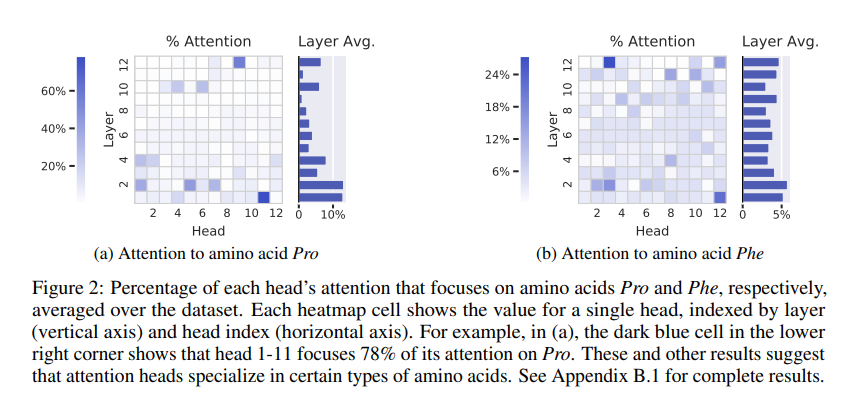 % Attention
Layer Avg.
60%
40%
20%
Layer
12
10
8
6
4
2
2 4 6 8 10 12
Head
0 10%
(a) Attention to amino acid Pro
% Attention
Layer Avg.
24%
18%
12%
6%
Layer
12
10
8
6
4
2
2 4 6 8 10 12
Head
0 5%
(b) Attention to amino acid Phe
Figure 2: Percentage of each head's attention that focuses on amino acids Pro and Phe, respectively,
averaged over the dataset. Each heatmap cell shows the value for a single head, indexed by layer
(vertical axis) and head index (horizontal axis). For example, in (a), the dark blue cell in the lower
right corner shows that head 1-11 focuses 78% of its attention on Pro. These and other results suggest
that attention heads specialize in certain types of amino acids. See Appendix B.1 for complete results.